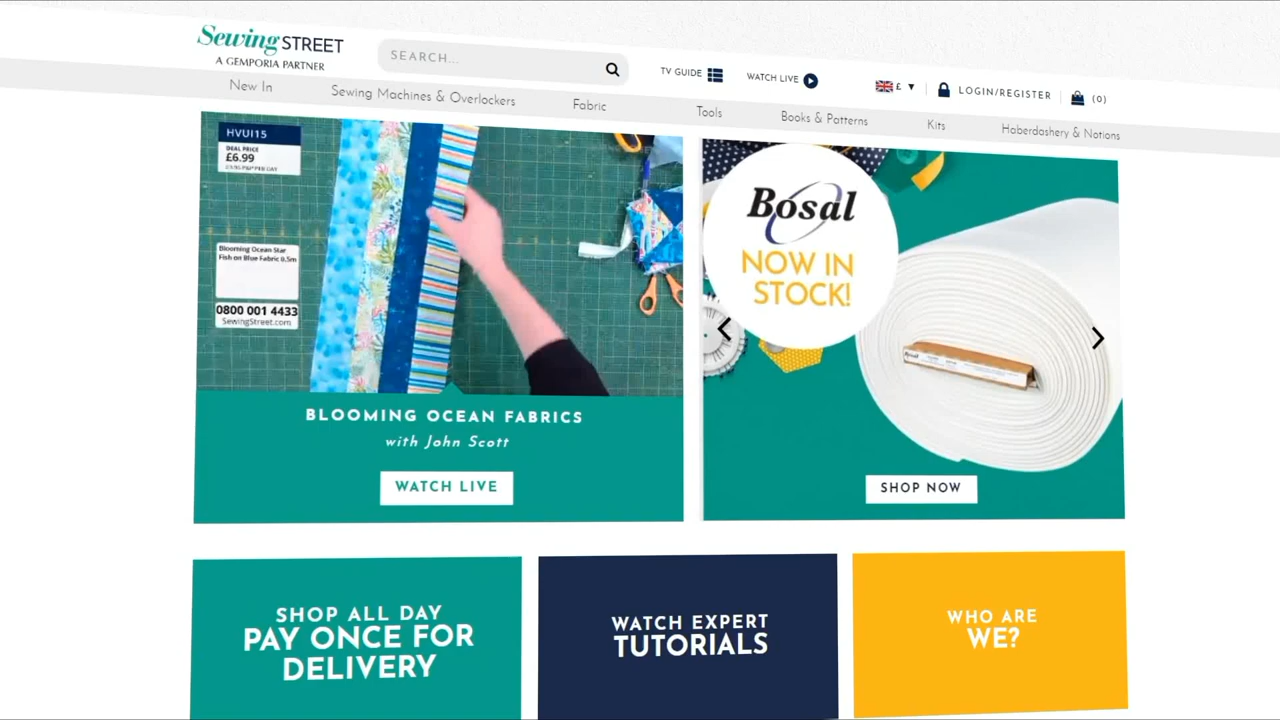 Sewing STREET
A GEMPORIA PARTNER
SEARCH...
TV GUIDE
WATCH LIVE
£
LOGIN/REGISTER
(0)
New In
Sewing Machines & Overlockers
Fabric
Tools
Books & Patterns
Kits
Haberdashery & Notions
HVUI15
DEAL PRICE
£6.99
Blooming Ocean Star
Fish on Blue Fabric 0.5m
0800 001 4433
SewingStreet.com
BLOOMING OCEAN FABRICS
with John Scott
WATCH LIVE
Bosal
NOW IN
STOCK!
Bosal
SHOP NOW
SHOP ALL DAY
PAY ONCE FOR
DELIVERY
WATCH EXPERT
TUTORIALS
WHO ARE
WE?